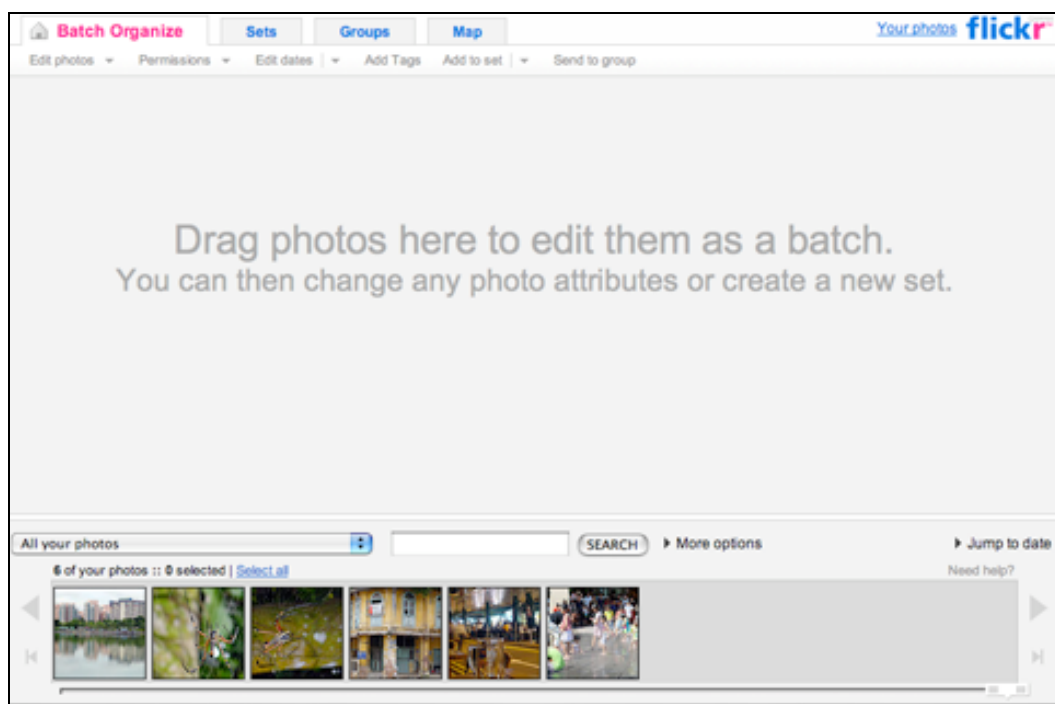 Batch Organize Sets Groups Map Your photos flickr
Edit photos Permissions Edit dates | Add Tags Add to set | Send to group
Drag photos here to edit them as a batch.
You can then change any photo attributes or create a new set.
All your photos SEARCH More options Jump to date
6 of your photos :: 0 selected | Select all Need help?